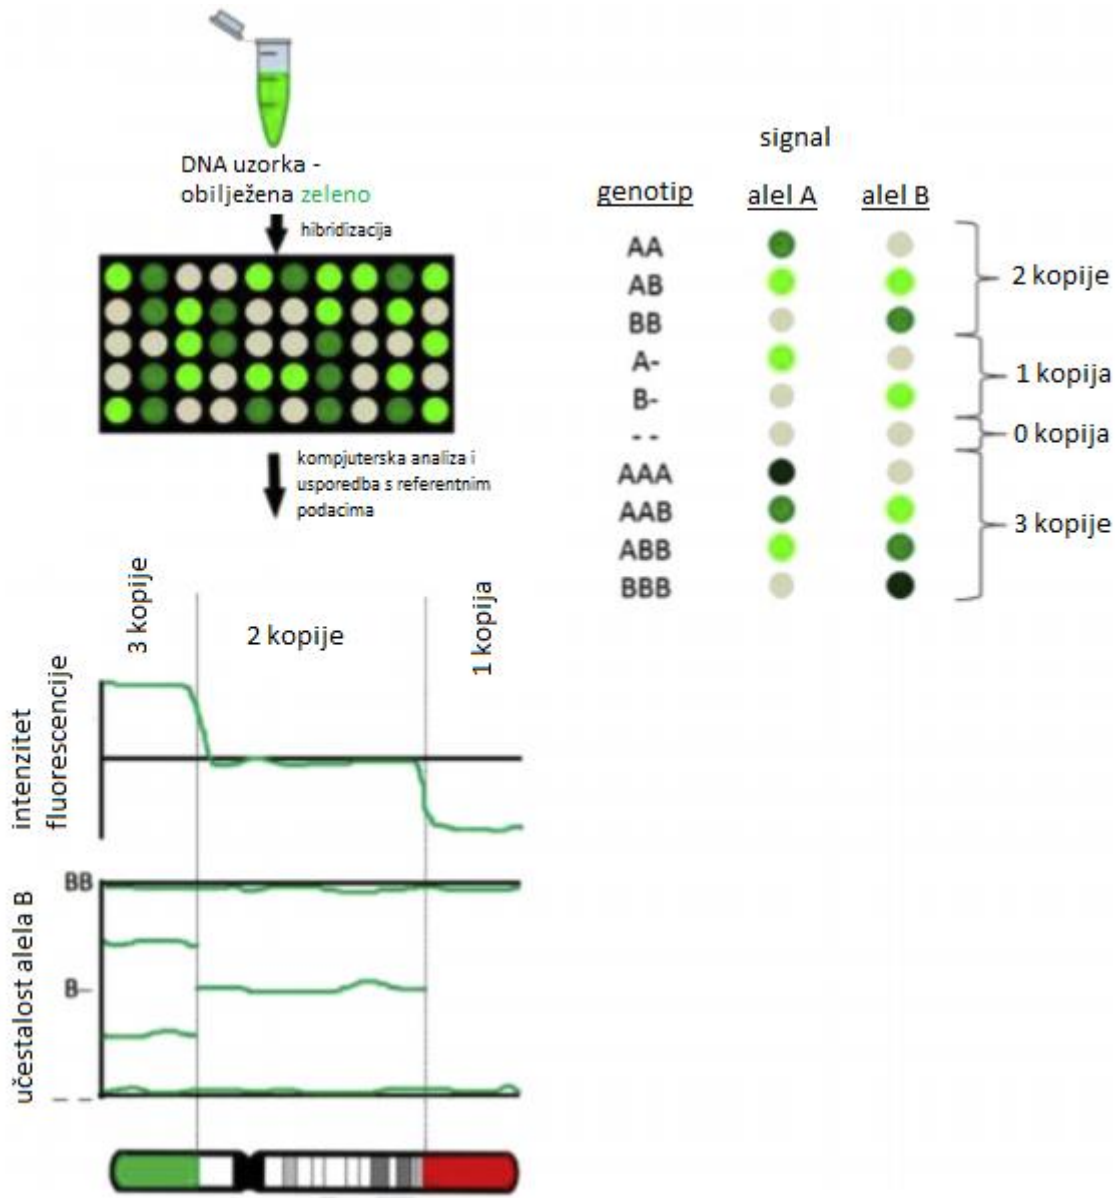 DNA uzorka -
obilježena zeleno
hibridizacija
kompjuterska analiza i
usporedba s referentnim
podacima
signal
genotip alel A alel B
AA
AB
BB
2 kopije
A-
B-
1 kopija
- -
0 kopija
AAA
AAB
ABB
BBB
3 kopije
3 kopije
2 kopije
1 kopija
intenzitet
fluorescencije
učestalost alela B
BB
B–
– –